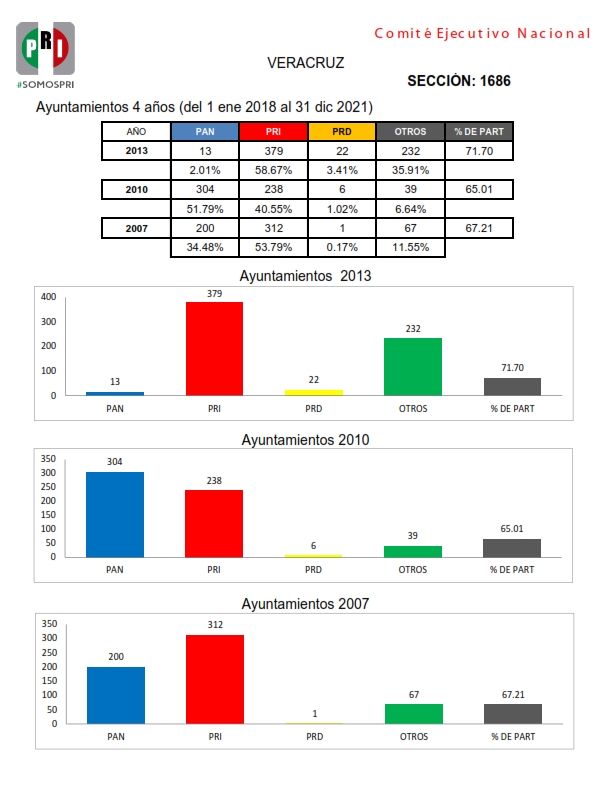 Comité Ejecutivo Nacional
PRI
#SOMOSPRI
VERACRUZ
SECCIÓN: 1686
Ayuntamientos 4 años (del 1 ene 2018 al 31 dic 2021)
AÑO PAN PRI PRD OTROS % DE PART
2013 13 379 22 232 71.70
2.01% 58.67% 3.41% 35.91%
2010 304 238 6 39 65.01
51.79% 40.55% 1.02% 6.64%
2007 200 312 1 67 67.21
34.48% 53.79% 0.17% 11.55%
Ayuntamientos 2013
400
300
200
100
0
379
232
13
22
71.70
PAN PRI PRD OTROS % DE PART
Ayuntamientos 2010
350
300
250
200
150
100
50
0
304
238
6
39
65.01
PAN PRI PRD OTROS % DE PART
Ayuntamientos 2007
350
300
250
200
150
100
50
0
200
312
1
67
67.21
PAN PRI PRD OTROS % DE PART